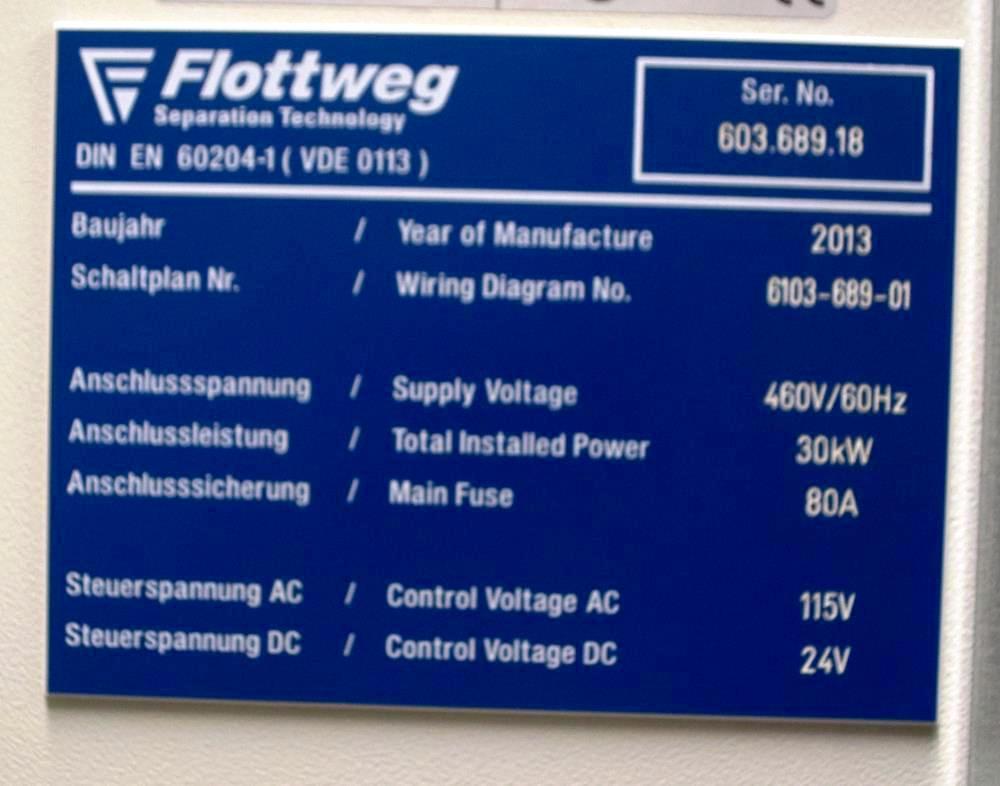 Flottweg
Separation Technology
DIN EN 60204-1 ( VDE 0113 )
Ser. No.
603.689.18
Baujahr / Year of Manufacture 2013
Schaltplan Nr. / Wiring Diagram No. 6103-689-01
Anschlussspannung / Supply Voltage 460V/60Hz
Anschlussleistung / Total Installed Power 30kW
Anschlusssicherung / Main Fuse 80A
Steuerspannung AC / Control Voltage AC 115V
Steuerspannung DC / Control Voltage DC 24V